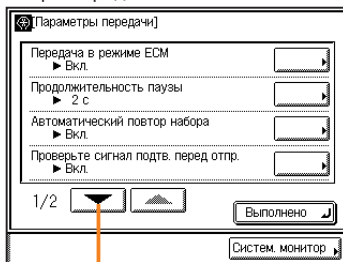 [Параметры передачи]
Передача в режиме ECM
► Вкл.
Продолжительность паузы
► 2 с
Автоматический повтор набора
► Вкл.
Проверьте сигнал подтв. перед отпр.
► Вкл.
1/2
Выполнено
Систем. монитор